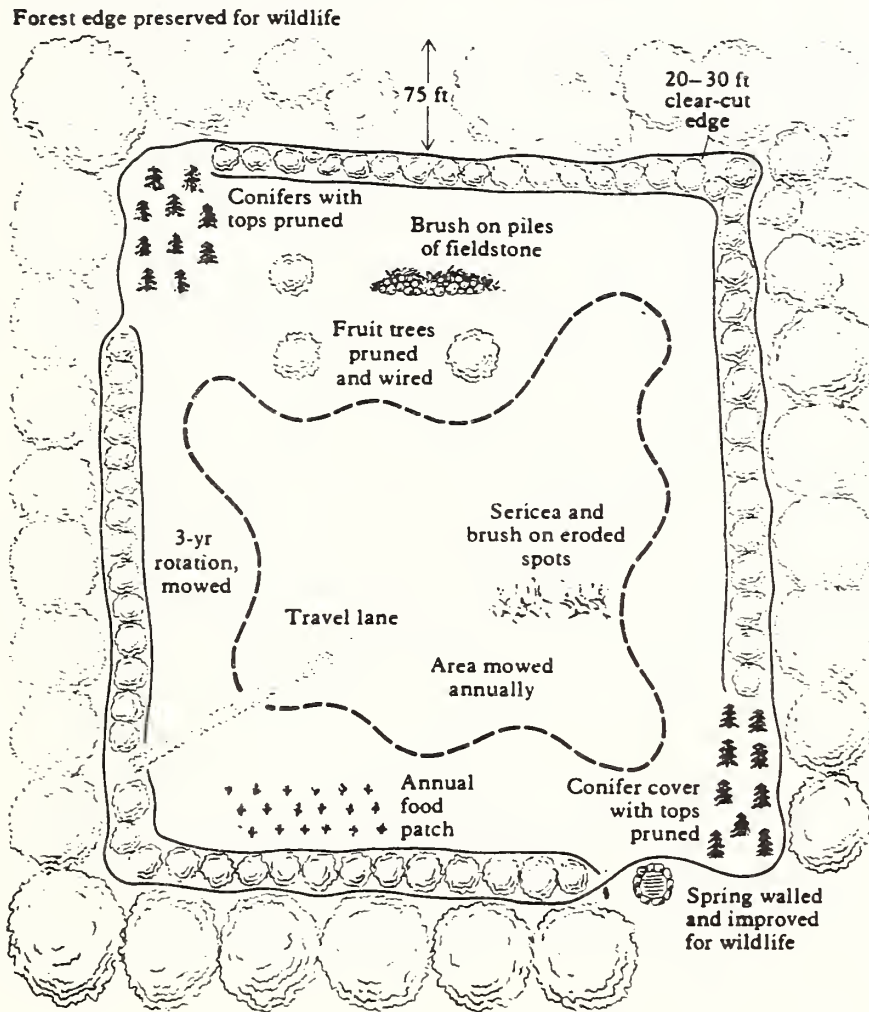 Forest edge preserved for wildlife
75 ft
20–30 ft
clear-cut
edge
Conifers with
tops pruned
Brush on piles
of fieldstone
Fruit trees
pruned
and wired
3-yr
rotation,
mowed
Sericea and
brush on eroded
spots
Travel lane
Area mowed
annually
Annual
food
patch
Conifer cover
with tops
pruned
Spring walled
and improved
for wildlife